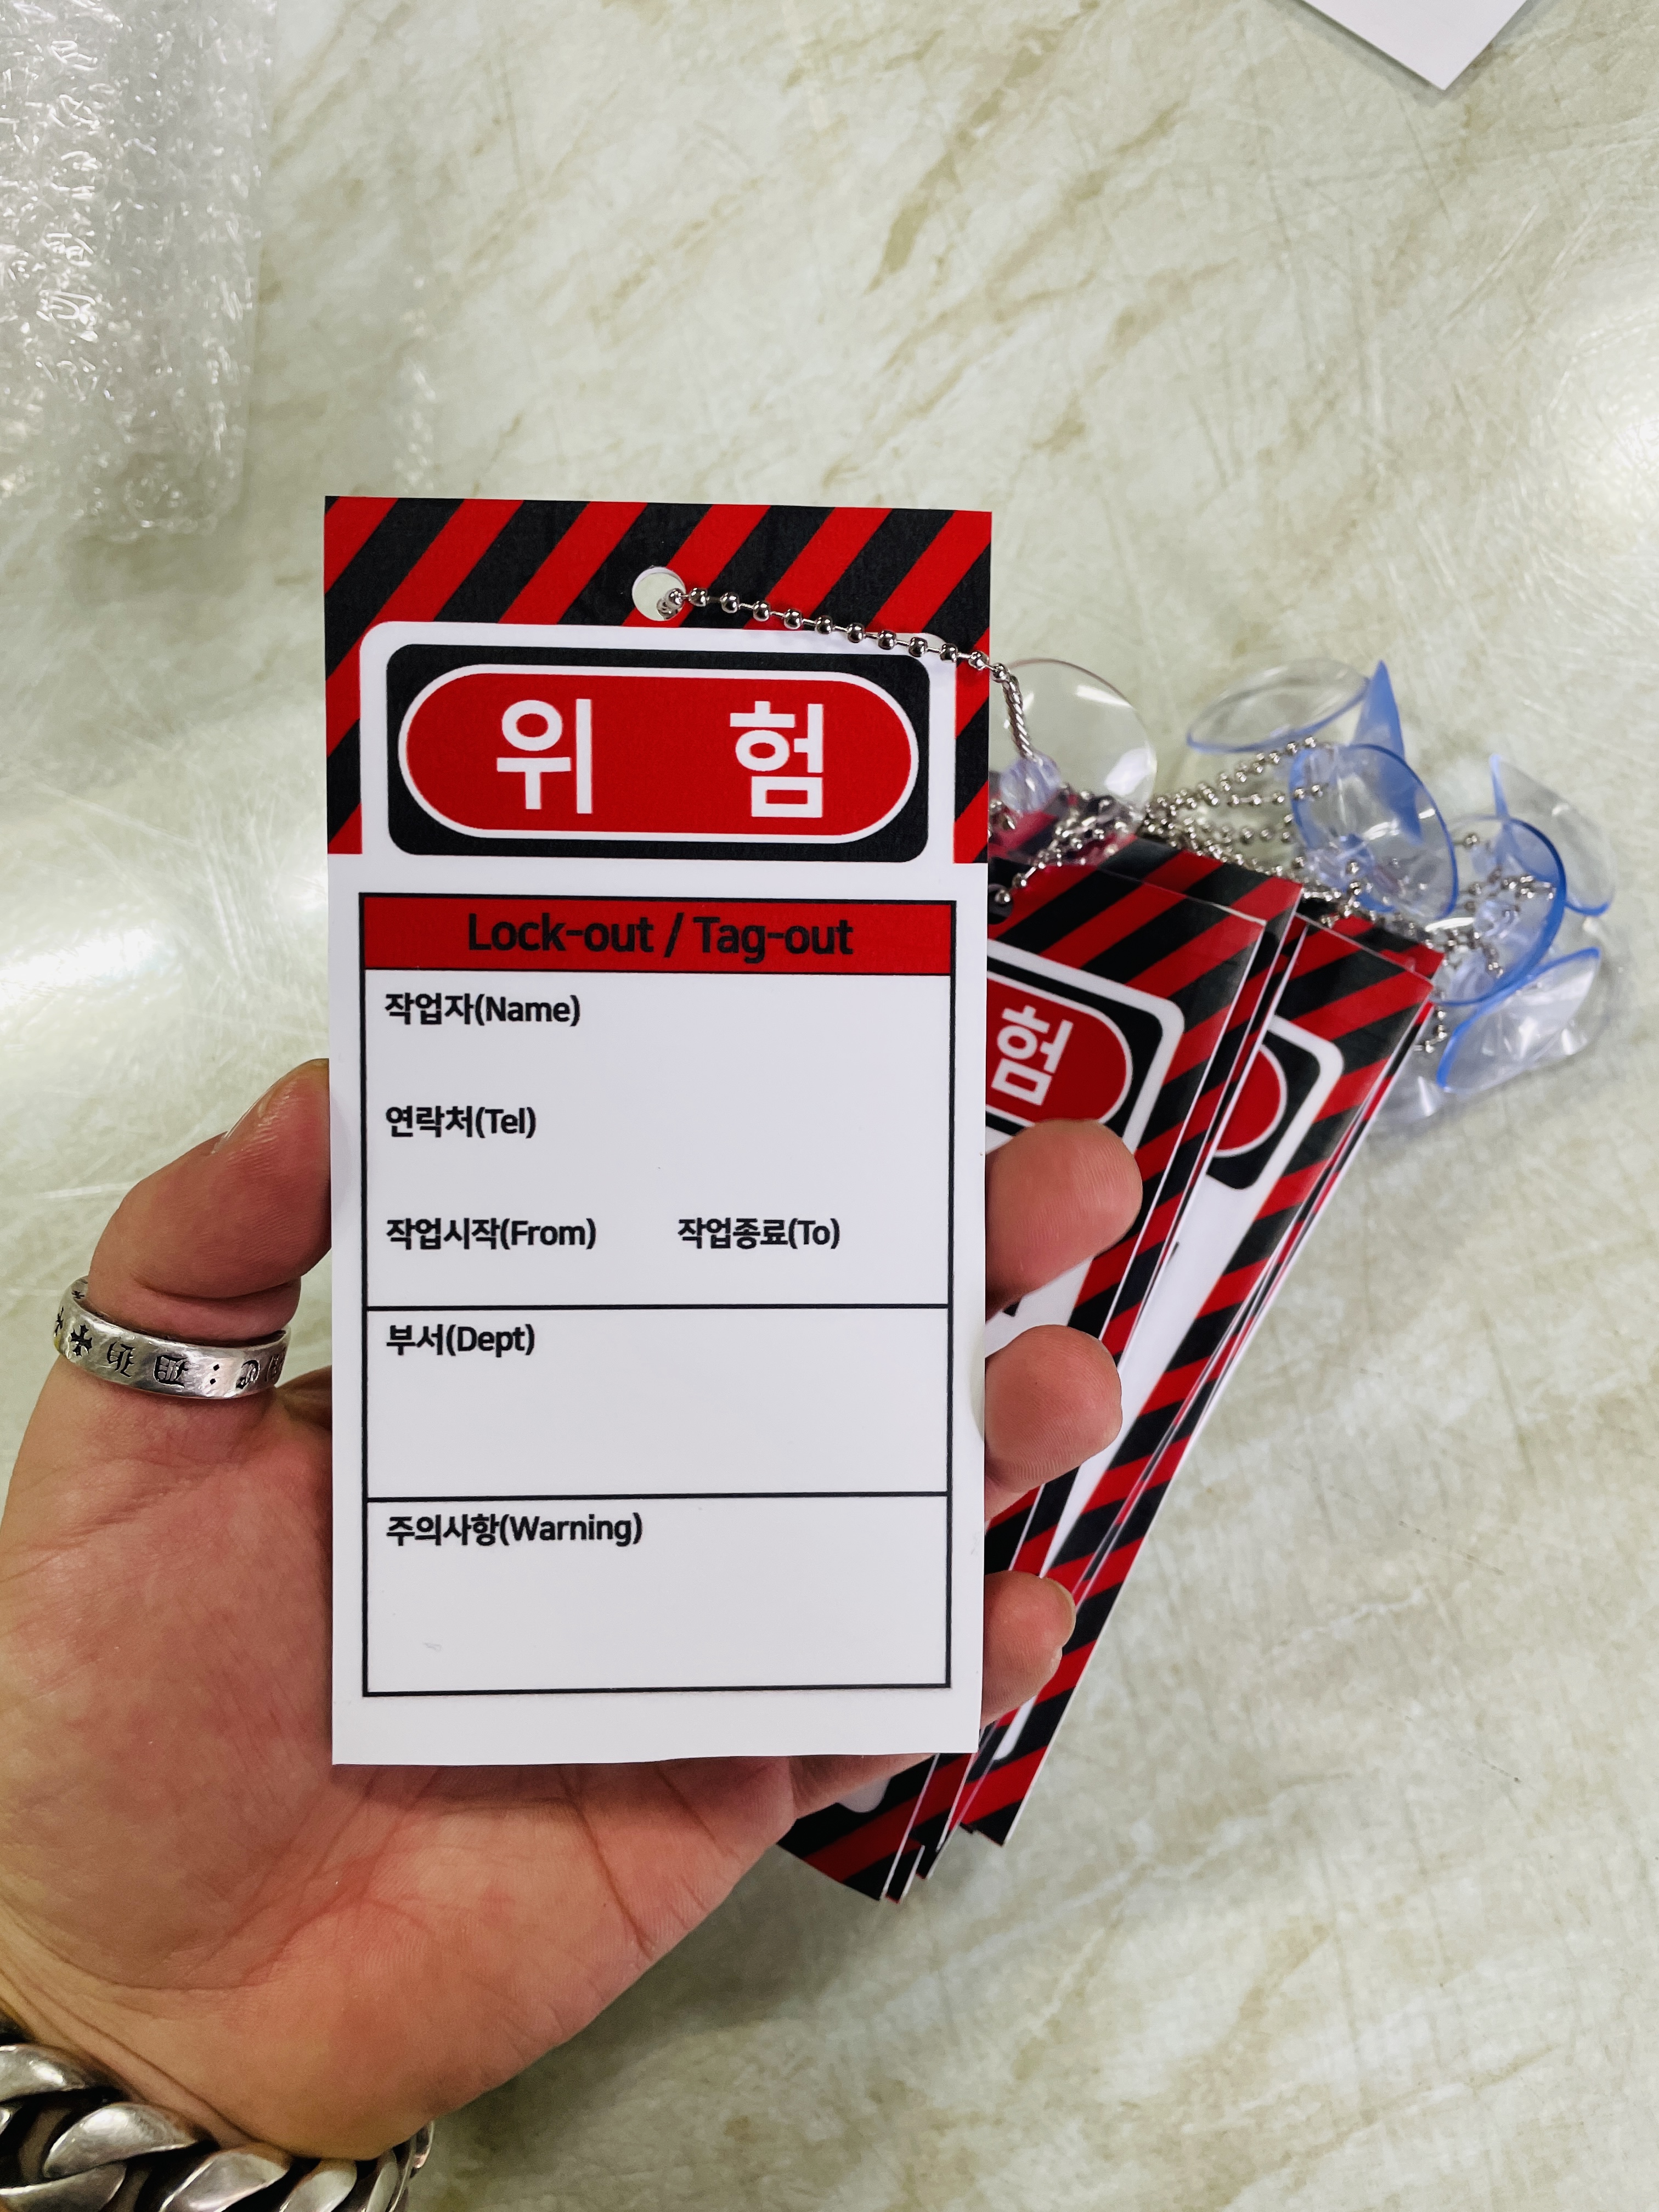 위 험
Lock-out / Tag-out
작업자(Name)
연락처(Tel)
작업시작(From) 작업종료(To)
부서(Dept)
주의사항(Warning)
험